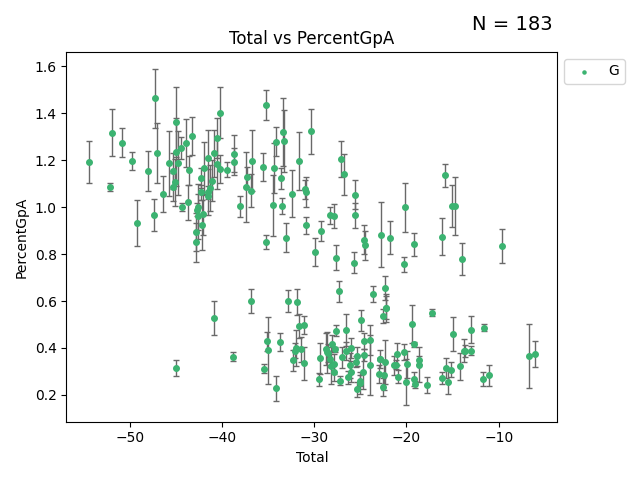 N = 183
Total vs PercentGpA
G
PercentGpA
1.6
1.4
1.2
1.0
0.8
0.6
0.4
0.2
−50 −40 −30 −20 −10
Total